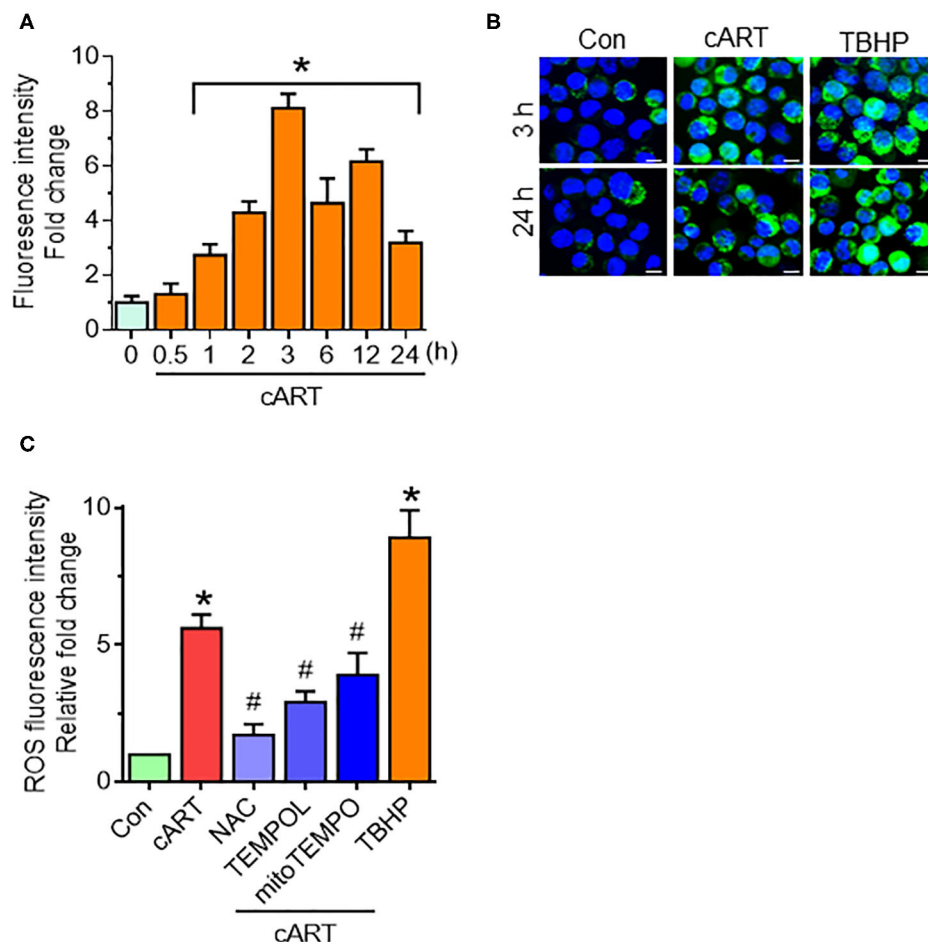 A
Fluoresence intensity
Fold change
10
8
6
4
2
0
*
0 0.5 1 2 3 6 12 24 (h)
cART
B
Con cART TBHP
3 h
24 h
C
ROS fluorescence intensity
Relative fold change
10
5
0
*
#
#
#
*
Con
cART
NAC
TEMPOL
mitoTEMPO
TBHP
cART